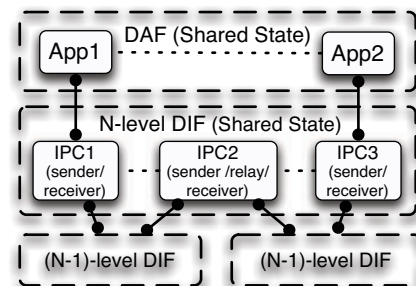 DAF (Shared State)
App1
App2
N-level DIF (Shared State)
IPC1
(sender/
receiver)
IPC2
(sender /relay/
receiver)
IPC3
(sender/
receiver)
(N-1)-level DIF
(N-1)-level DIF